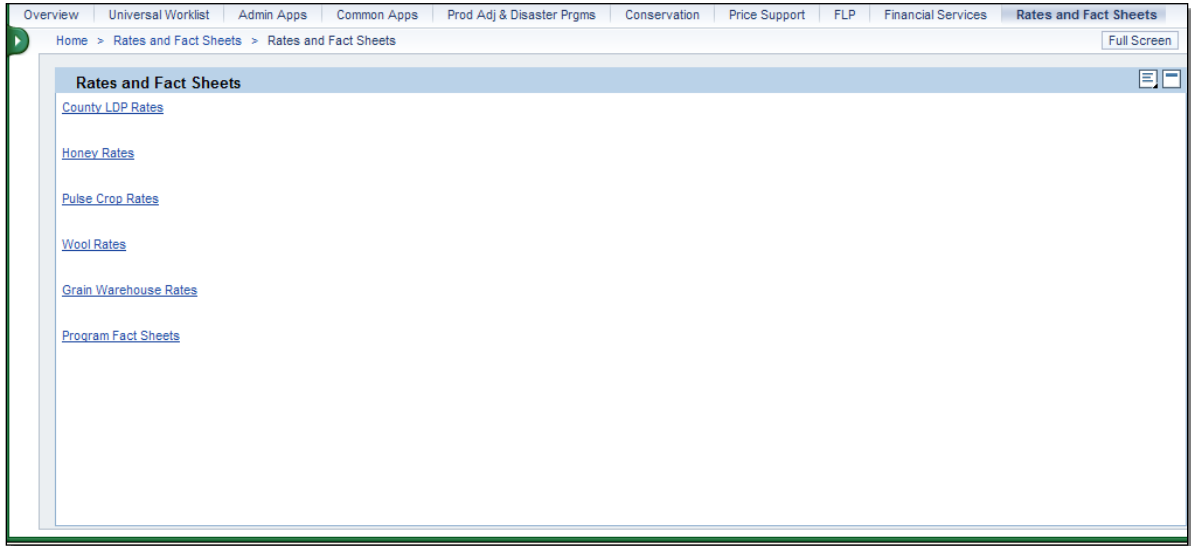 Overview Universal Worklist Admin Apps Common Apps Prod Adj & Disaster Prgms Conservation Price Support FLP Financial Services Rates and Fact Sheets
Home > Rates and Fact Sheets > Rates and Fact Sheets Full Screen
Rates and Fact Sheets
County LDP Rates
Honey Rates
Pulse Crop Rates
Wool Rates
Grain Warehouse Rates
Program Fact Sheets